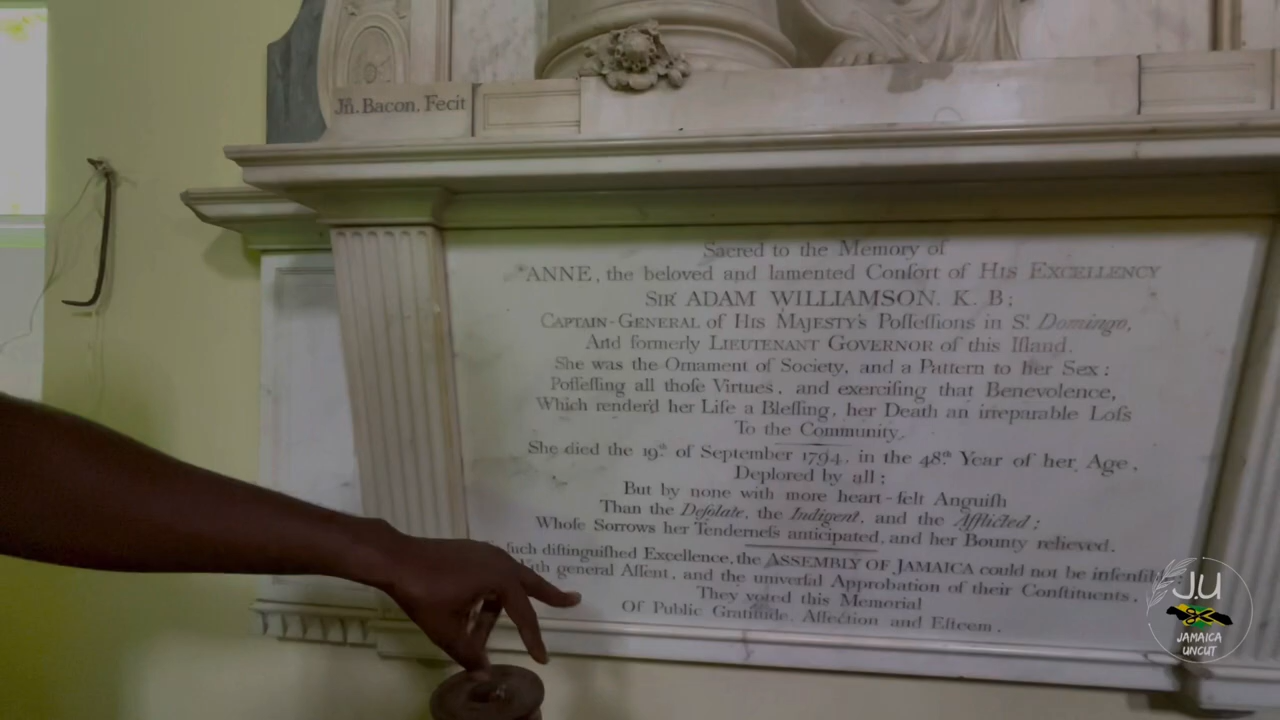 Jn. Bacon. Fecit
Sacred to the Memory of
ANNE, the beloved and lamented Conſort of HIS EXCELLENCY
SIR ADAM WILLIAMSON. K. B;
CAPTAIN-GENERAL of HIS MAJESTY'S Poſſeſſions in St. Domingo,
And formerly LIEUTENANT GOVERNOR of this Iſland.
She was the Ornament of Society, and a Pattern to her Sex:
Poſſeſſing all thoſe Virtues, and exerciſing that Benevolence,
Which render'd her Life a Bleſſing, her Death an irreparable Loſs
To the Community.
She died the 19th. of September 1794. in the 48th. Year of her Age,
Deplored by all;
But by none with more heart-felt Anguiſh
Than the Deſolate, the Indigent, and the Afflicted;
Whoſe Sorrows her Tenderneſs anticipated, and her Bounty relieved.
ſuch diſtinguiſhed Excellence, the ASSEMBLY OF JAMAICA could not be inſenſible;
With general Aſſent, and the univerſal Approbation of their Conſtituents,
They voted this Memorial
Of Public Gratitude, Affection and Eſteem.
J.U
JAMAICA
UNCUT